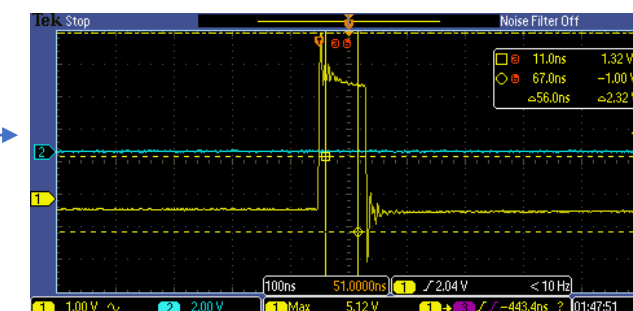 Tek Stop
Noise Filter Off
a b
a 11.0ns 1.32 V
b 67.0ns -1.00 V
△56.0ns △2.32
2
1
100ns 51.0000ns 1 2.04 V < 10 Hz
1 1.00 V 2 2.00 V 1 Max 5.12 V 1 → 3 -443.4ns ? 01:47:51